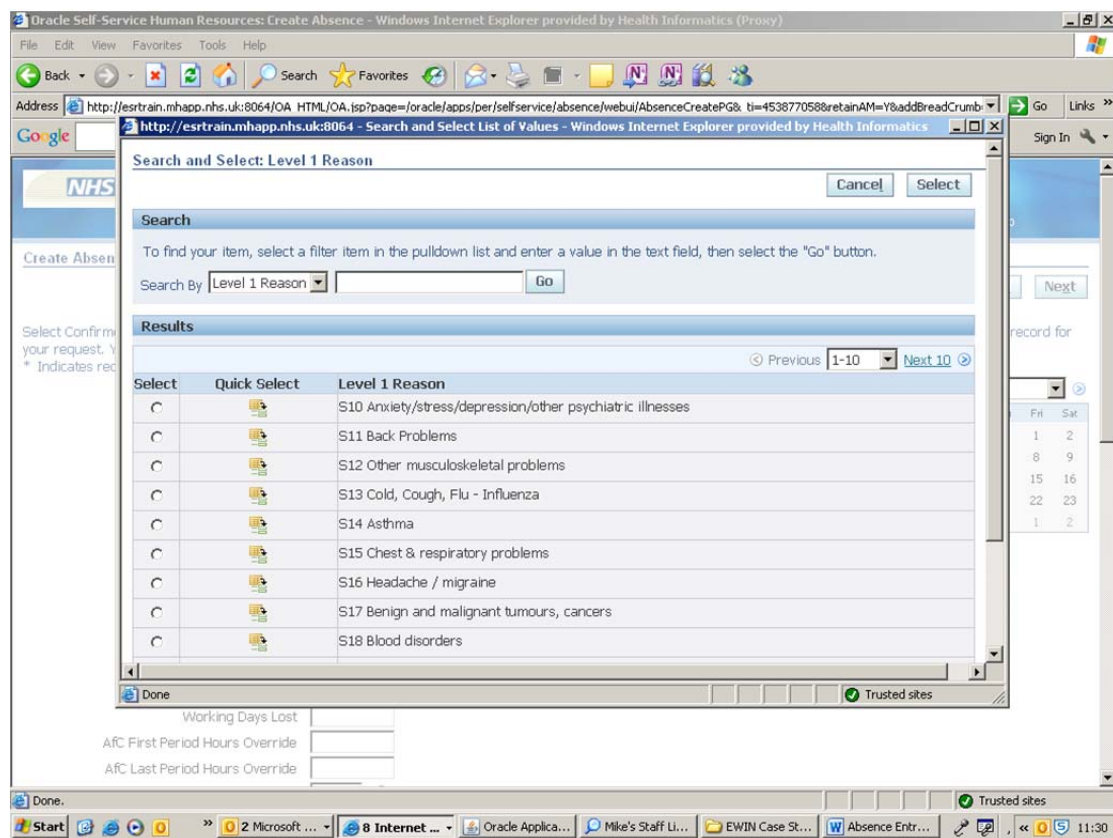 Oracle Self-Service Human Resources: Create Absence - Windows Internet Explorer provided by Health Informatics (Proxy)
File Edit View Favorites Tools Help
Back Search Favorites
Address http://esrtrain.mhapp.nhs.uk:8064/OA_HTML/OA.jsp?page=/oracle/apps/per/selfservice/absence/webui/AbsenceCreatePG&_ti=453877058&retainAM=Y&addBreadCrumb Go Links »
Google Sign In
http://esrtrain.mhapp.nhs.uk:8064 - Search and Select List of Values - Windows Internet Explorer provided by Health Informatics
Search and Select: Level 1 Reason
NHS
Cancel Select
Search
To find your item, select a filter item in the pulldown list and enter a value in the text field, then select the "Go" button.
Create Absen
Search By Level 1 Reason Go
Next
Results
Select Confirm record for
your request. Y
* Indicates rec
Previous 1-10 Next 10
Select Quick Select Level 1 Reason
S10 Anxiety/stress/depression/other psychiatric illnesses
Fri Sat
S11 Back Problems
1 2
S12 Other musculoskeletal problems
8 9
15 16
S13 Cold, Cough, Flu - Influenza
22 23
S14 Asthma
1 2
S15 Chest & respiratory problems
S16 Headache / migraine
S17 Benign and malignant tumours, cancers
S18 Blood disorders
Done Trusted sites
Working Days Lost
AfC First Period Hours Override
AfC Last Period Hours Override
Done. Trusted sites
Start » 2 Microsoft ... 8 Internet ... Oracle Applica... Mike's Staff Li... EWIN Case St... Absence Entr... « 11:30